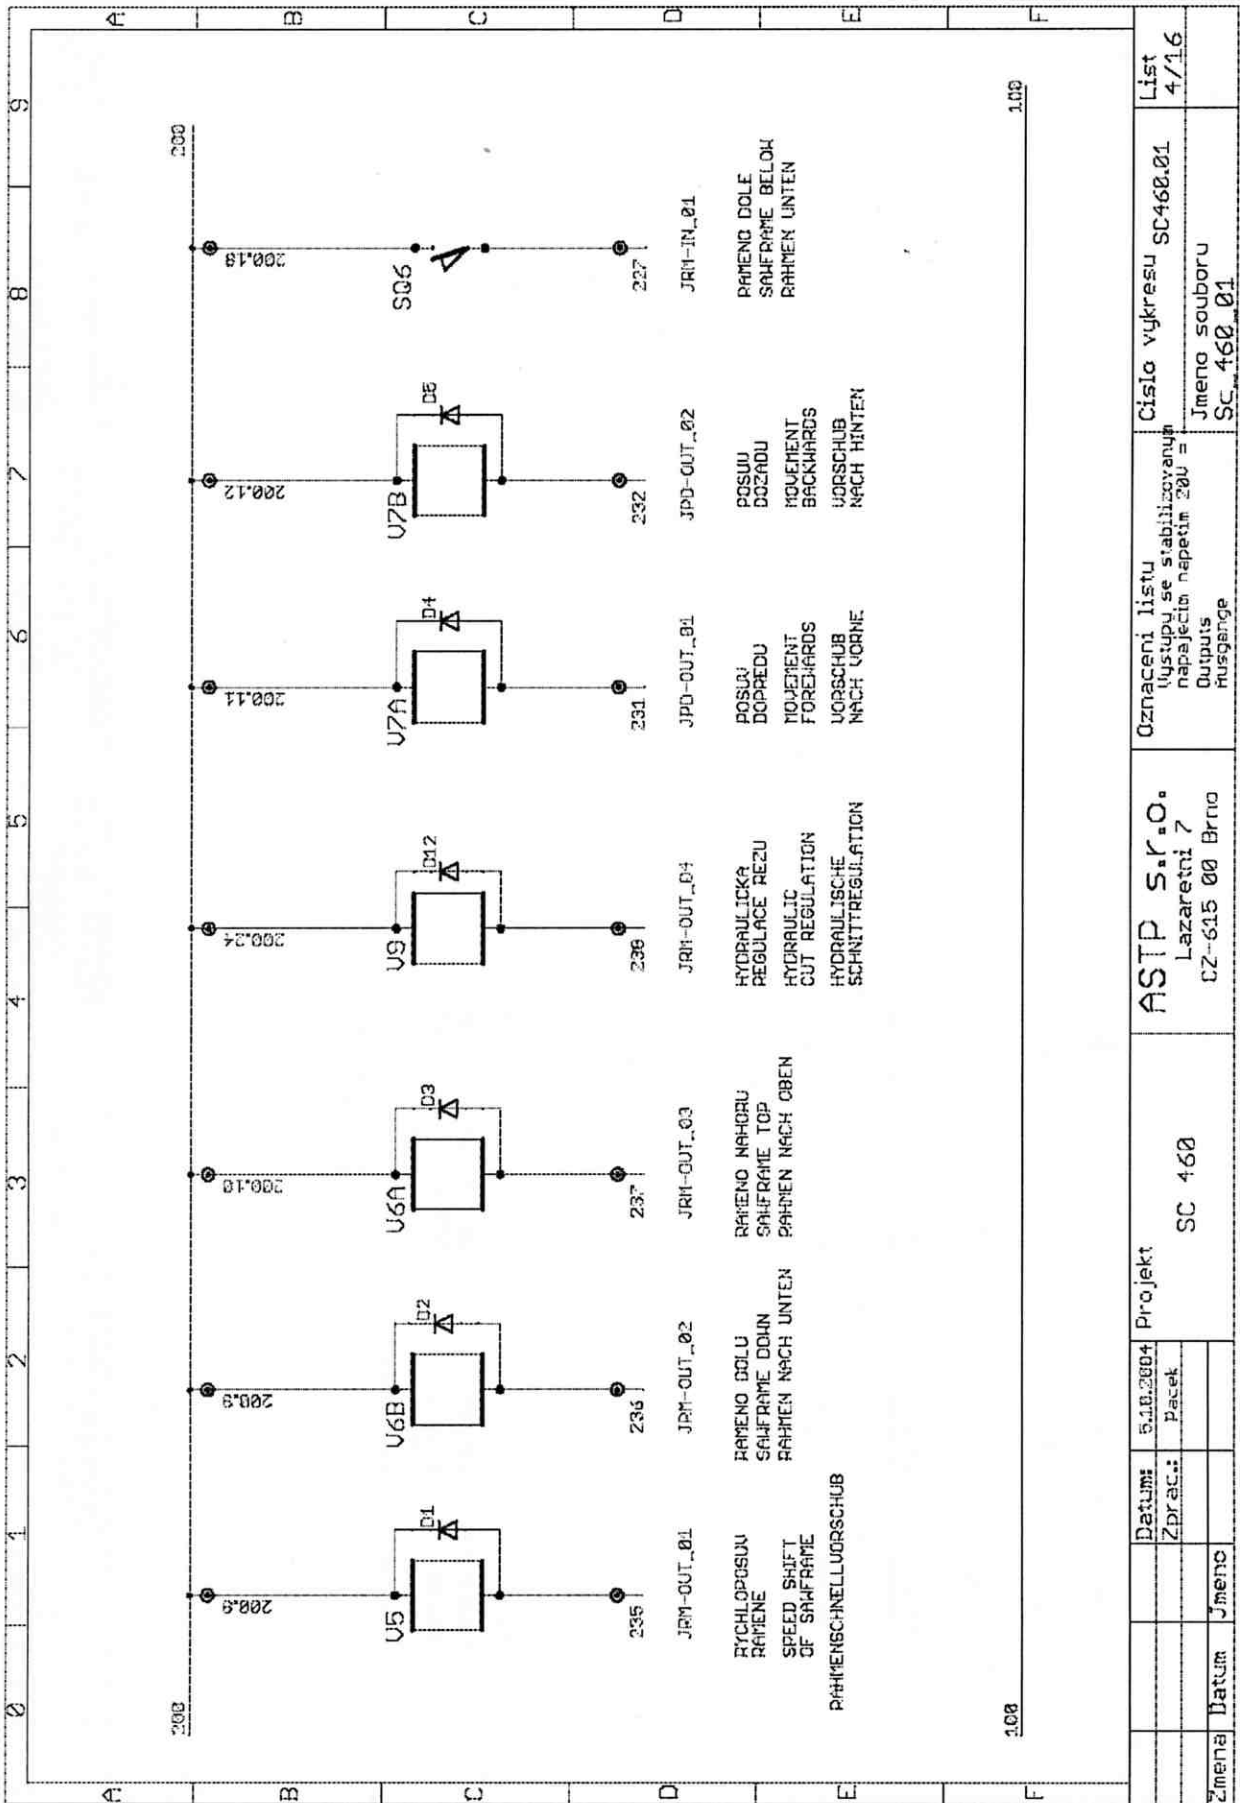 0 1 2 3 4 5 6 7 8 9
A
B
C
D
E
F
A
B
C
D
E
F
200
200
200.9
200.9
200.10
200.24
200.11
200.12
200.18
V5
D1
V6B
D2
V6A
D3
V9
D12
V7A
D4
V7B
D5
SQ6
235
236
237
238
231
232
227
JRM-OUT_01
JRM-OUT_02
JRM-OUT_03
JRM-OUT_04
JPD-OUT_01
JPD-OUT_02
JRM-IN_01
RYCHLOPOSUV
RAMENE
SPEED SHIFT
OF SAWFRAME
RAHMENSCHNELLVORSCHUB
RAMENO DOLU
SAWFRAME DOWN
RAHMEN NACH UNTEN
RAMENO NAHORU
SAWFRAME TOP
RAHMEN NACH OBEN
HYDRAULICKA
REGULACE REZU
HYDRAULIC
CUT REGULATION
HYDRAULISCHE
SCHNITTREGULATION
POSUV
DOPREDU
MOVEMENT
FOREWARDS
VORSCHUB
NACH VORNE
POSUV
DOZADU
MOVEMENT
BACKWARDS
VORSCHUB
NACH HINTEN
RAMENO DOLE
SAWFRAME BELOW
RAHMEN UNTEN
100
100
Zmena Datum Jmeno
Datum: 5.10.2004
Zprac.: Pacek
Projekt
SC 460
ASTP s.r.o.
Lazaretni 7
CZ-615 00 Brno
Oznaceni listu
Vystupy se stabilizovanym
napajecim napetim 20V =
Outputs
Ausgange
Cislo vykresu SC460.01
Jmeno souboru
Sc_460_01
List
4/16